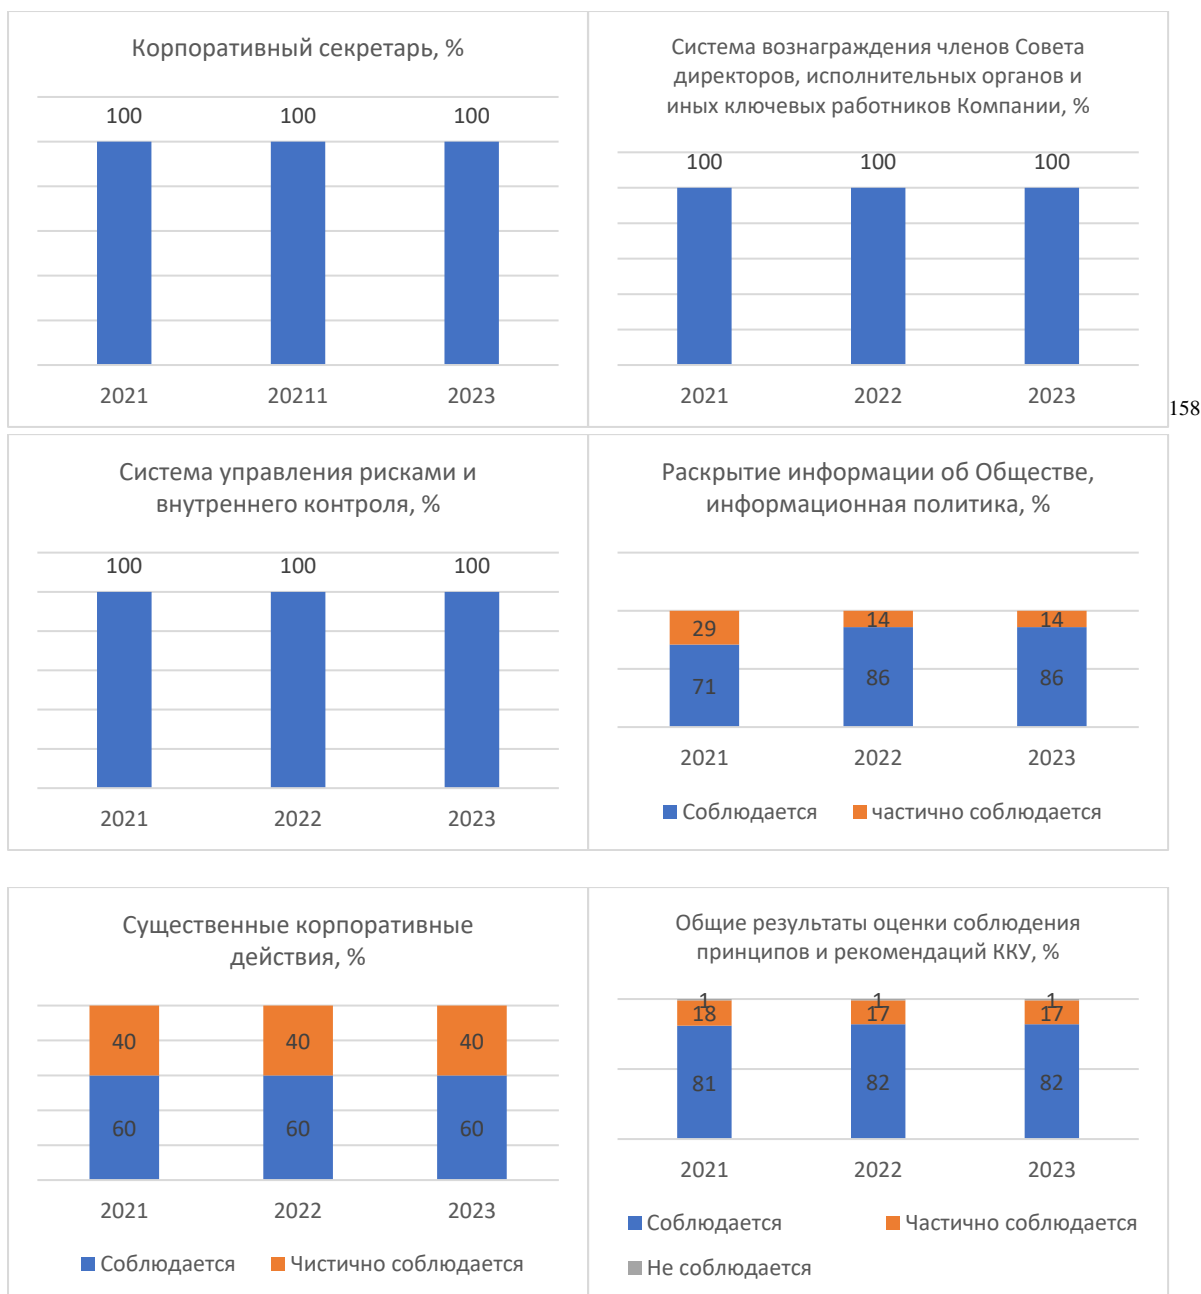 Корпоративный секретарь, %
100 100 100
2021 20211 2023
Система вознаграждения членов Совета
директоров, исполнительных органов и
иных ключевых работников Компании, %
100 100 100
2021 2022 2023
158
Система управления рисками и
внутреннего контроля, %
100 100 100
2021 2022 2023
Раскрытие информации об Обществе,
информационная политика, %
29 14 14
71 86 86
2021 2022 2023
Соблюдается частично соблюдается
Существенные корпоративные
действия, %
40 40 40
60 60 60
2021 2022 2023
Соблюдается Чистично соблюдается
Общие результаты оценки соблюдения
принципов и рекомендаций ККУ, %
1 1 1
18 17 17
81 82 82
2021 2022 2023
Соблюдается Частично соблюдается
Не соблюдается